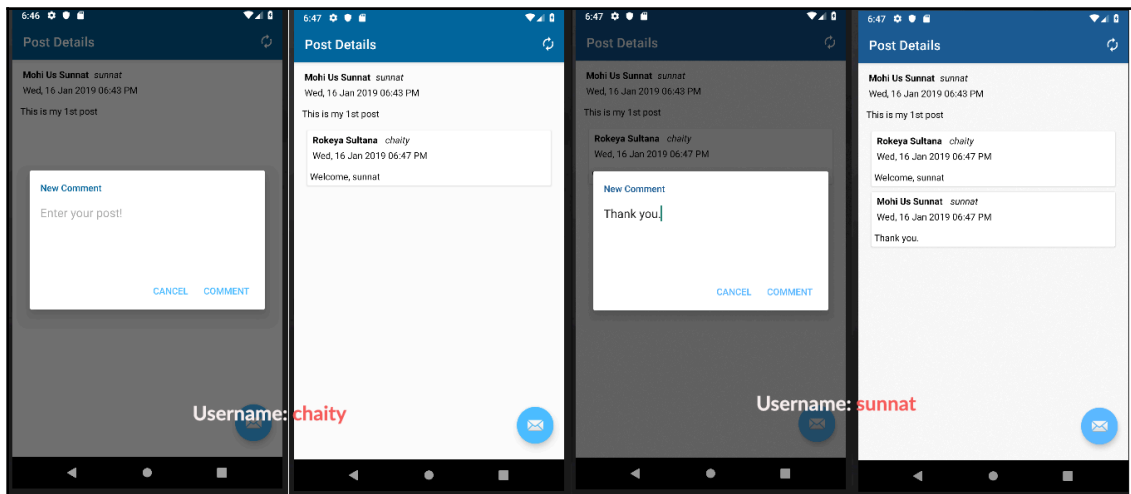 6:46
Post Details
Mohi Us Sunnat sunnat
Wed, 16 Jan 2019 06:43 PM
This is my 1st post
New Comment
Enter your post!
CANCEL COMMENT
6:47
Post Details
Mohi Us Sunnat sunnat
Wed, 16 Jan 2019 06:43 PM
This is my 1st post
Rokeya Sultana chaity
Wed, 16 Jan 2019 06:47 PM
Welcome, sunnat
Username: chaity
6:47
Post Details
Mohi Us Sunnat sunnat
Wed, 16 Jan 2019 06:43 PM
This is my 1st post
Rokeya Sultana chaity
Wed, 16 Jan 2019 06:47 PM
New Comment
Thank you.
CANCEL COMMENT
6:47
Post Details
Mohi Us Sunnat sunnat
Wed, 16 Jan 2019 06:43 PM
This is my 1st post
Rokeya Sultana chaity
Wed, 16 Jan 2019 06:47 PM
Welcome, sunnat
Mohi Us Sunnat sunnat
Wed, 16 Jan 2019 06:47 PM
Thank you.
Username: sunnat